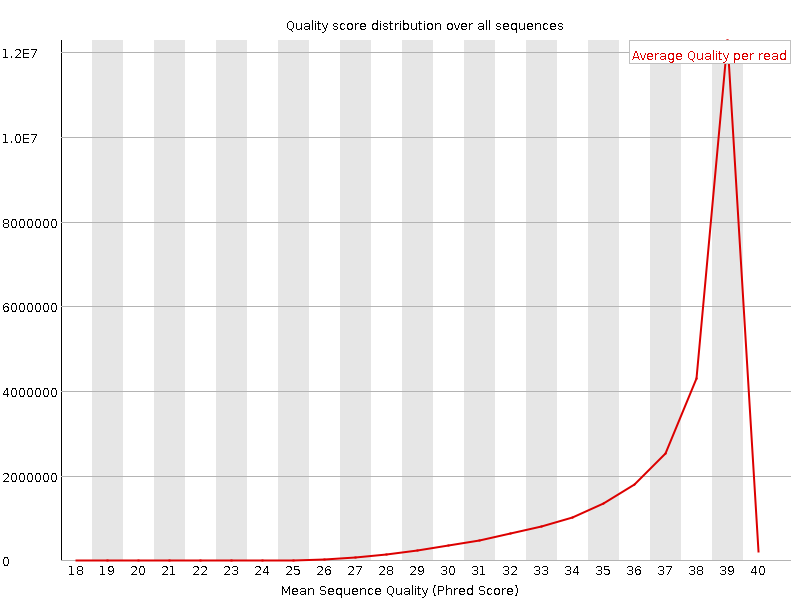 Quality score distribution over all sequences
Average Quality per read
1.2E7
1.0E7
8000000
6000000
4000000
2000000
0
18 19 20 21 22 23 24 25 26 27 28 29 30 31 32 33 34 35 36 37 38 39 40
Mean Sequence Quality (Phred Score)